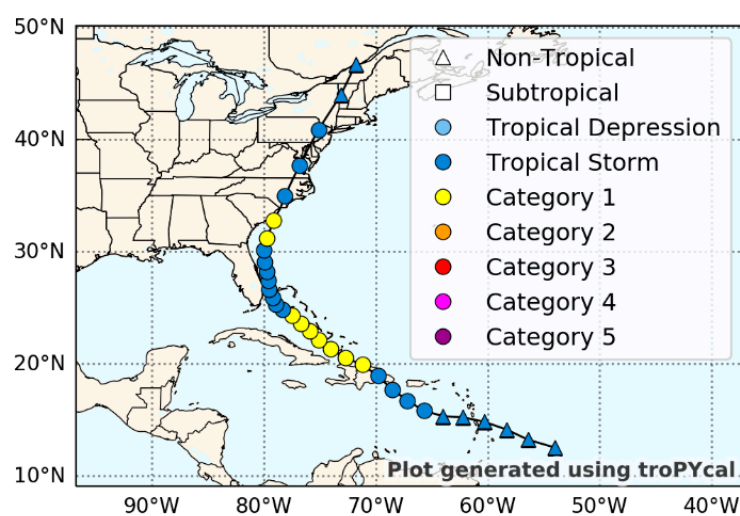 50°N
40°N
30°N
20°N
10°N
Non-Tropical
Subtropical
Tropical Depression
Tropical Storm
Category 1
Category 2
Category 3
Category 4
Category 5
Plot generated using troPYcal
90°W 80°W 70°W 60°W 50°W 40°W